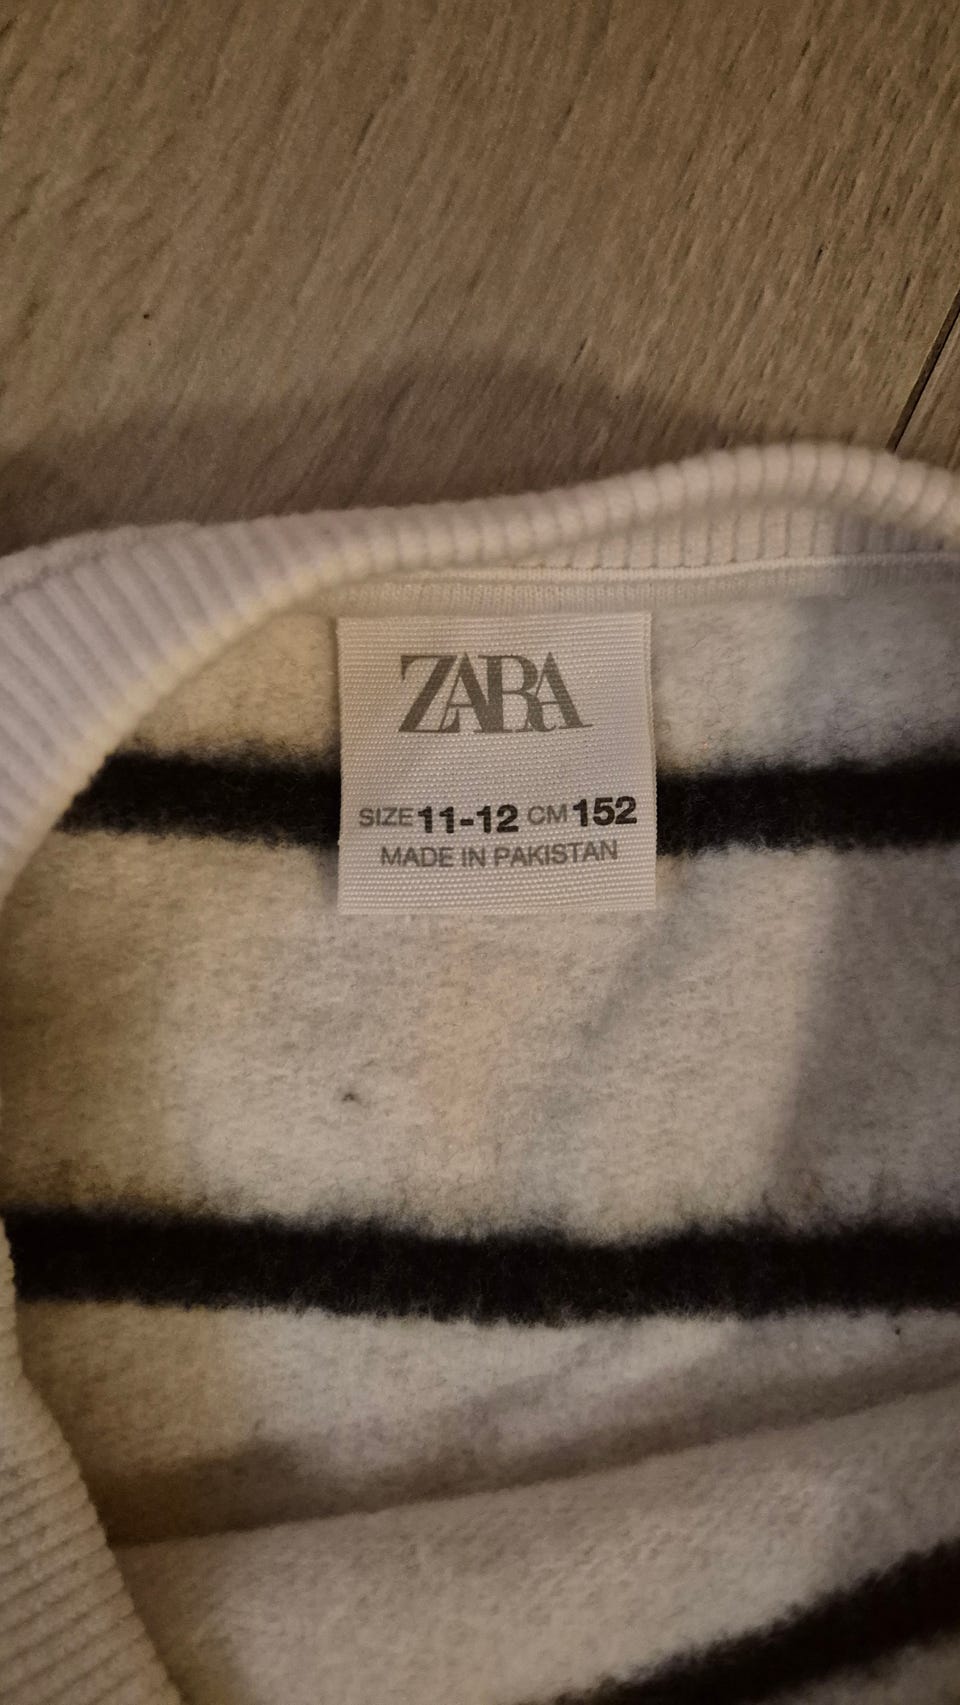 ZARA
SIZE 11-12 CM 152
MADE IN PAKISTAN